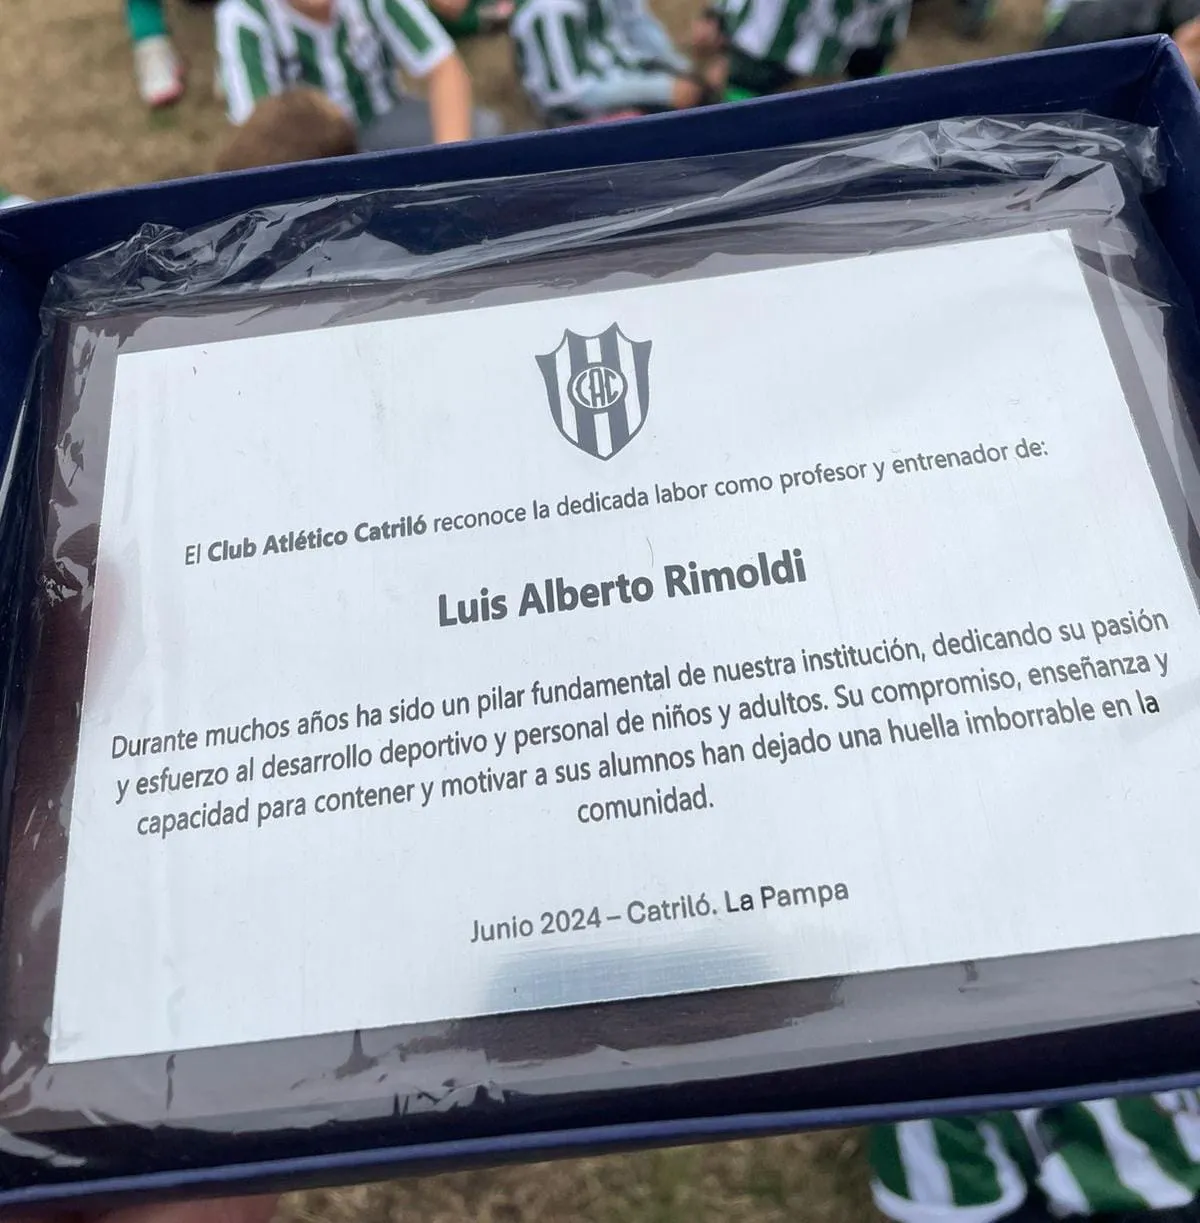 CAC
El Club Atlético Catriló reconoce la dedicada labor como profesor y entrenador de:
Luis Alberto Rimoldi
Durante muchos años ha sido un pilar fundamental de nuestra institución, dedicando su pasión
y esfuerzo al desarrollo deportivo y personal de niños y adultos. Su compromiso, enseñanza y
capacidad para contener y motivar a sus alumnos han dejado una huella imborrable en la
comunidad.
Junio 2024 – Catriló. La Pampa